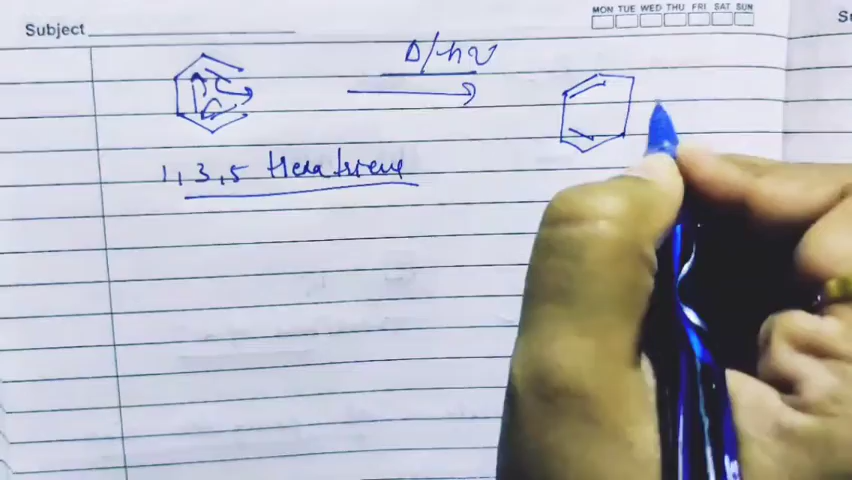 MON TUE WED THU FRI SAT SUN
Subject
Δ/hν
1,3,5 Hexatriene